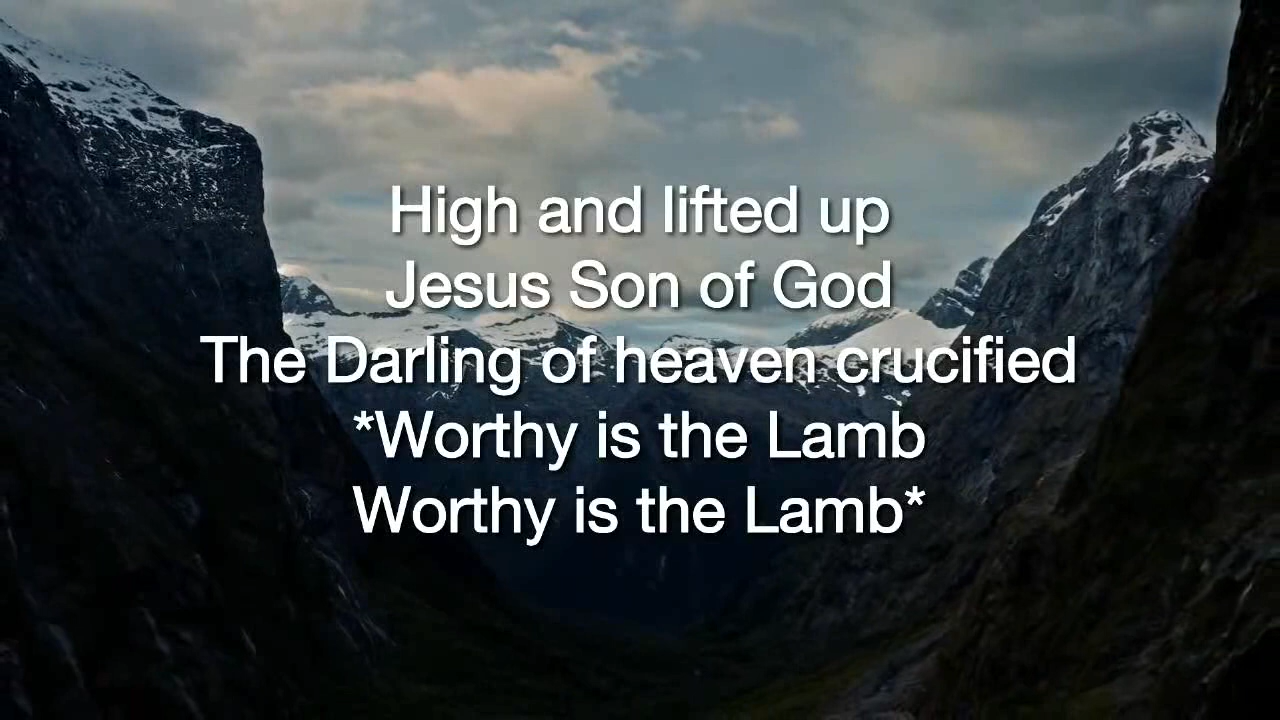 High and lifted up
Jesus Son of God
The Darling of heaven crucified
*Worthy is the Lamb
Worthy is the Lamb*